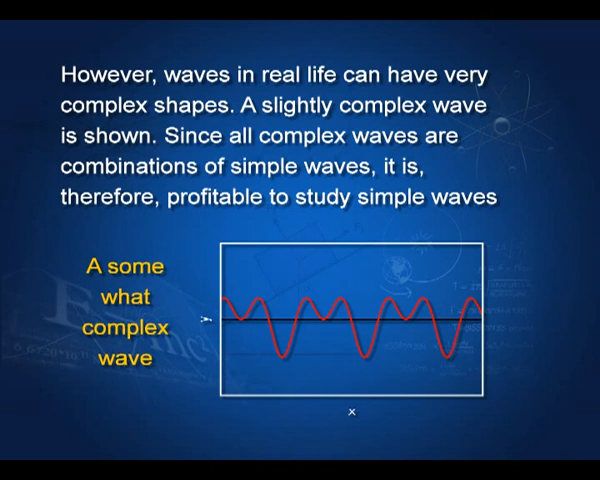 However, waves in real life can have very
complex shapes. A slightly complex wave
is shown. Since all complex waves are
combinations of simple waves, it is,
therefore, profitable to study simple waves
A some
what
complex
wave
y
x